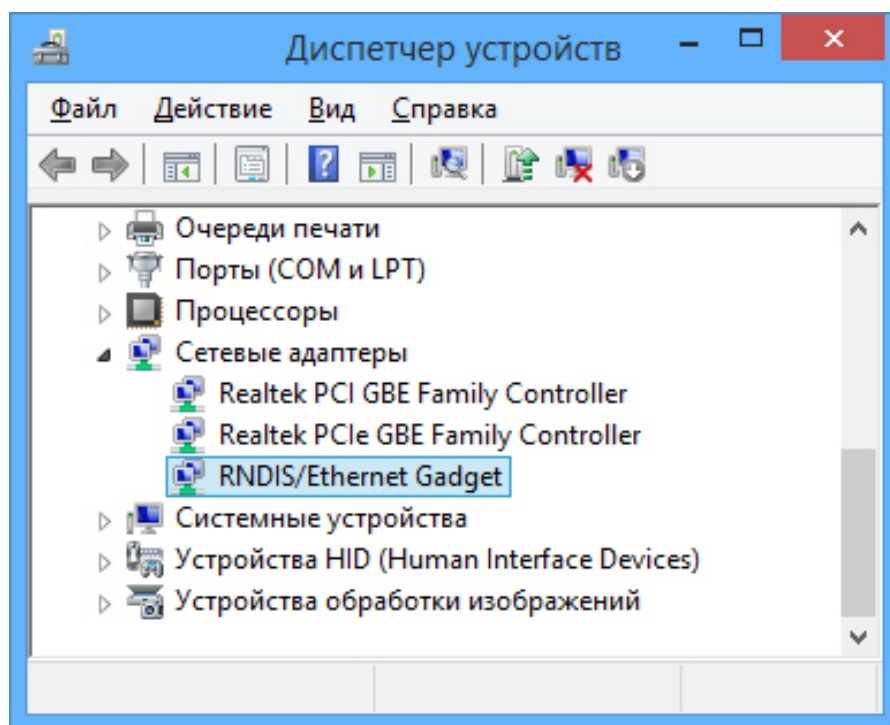 Диспетчер устройств
Файл Действие Вид Справка
Очереди печати
Порты (COM и LPT)
Процессоры
Сетевые адаптеры
Realtek PCI GBE Family Controller
Realtek PCIe GBE Family Controller
RNDIS/Ethernet Gadget
Системные устройства
Устройства HID (Human Interface Devices)
Устройства обработки изображений